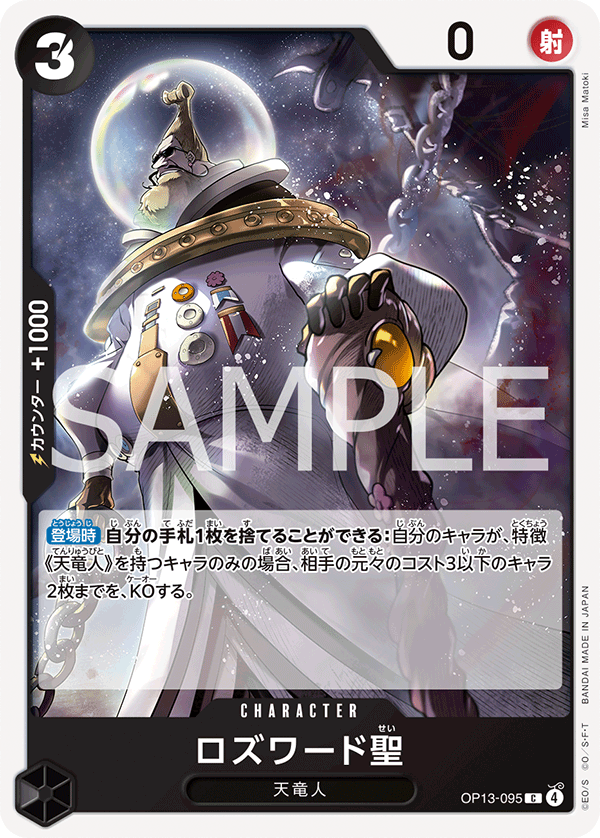 3
0
射
Misa Matoki
カウンター +1000
SAMPLE
登場時 自分の手札1枚を捨てることができる:自分のキャラが、特徴
《天竜人》を持つキャラのみの場合、相手の元々のコスト3以下のキャラ
2枚までを、KOする。
CHARACTER
ロズワード聖
天竜人
OP13-095 C 4
©E.O/S ©O/S・F・T BANDAI MADE IN JAPAN